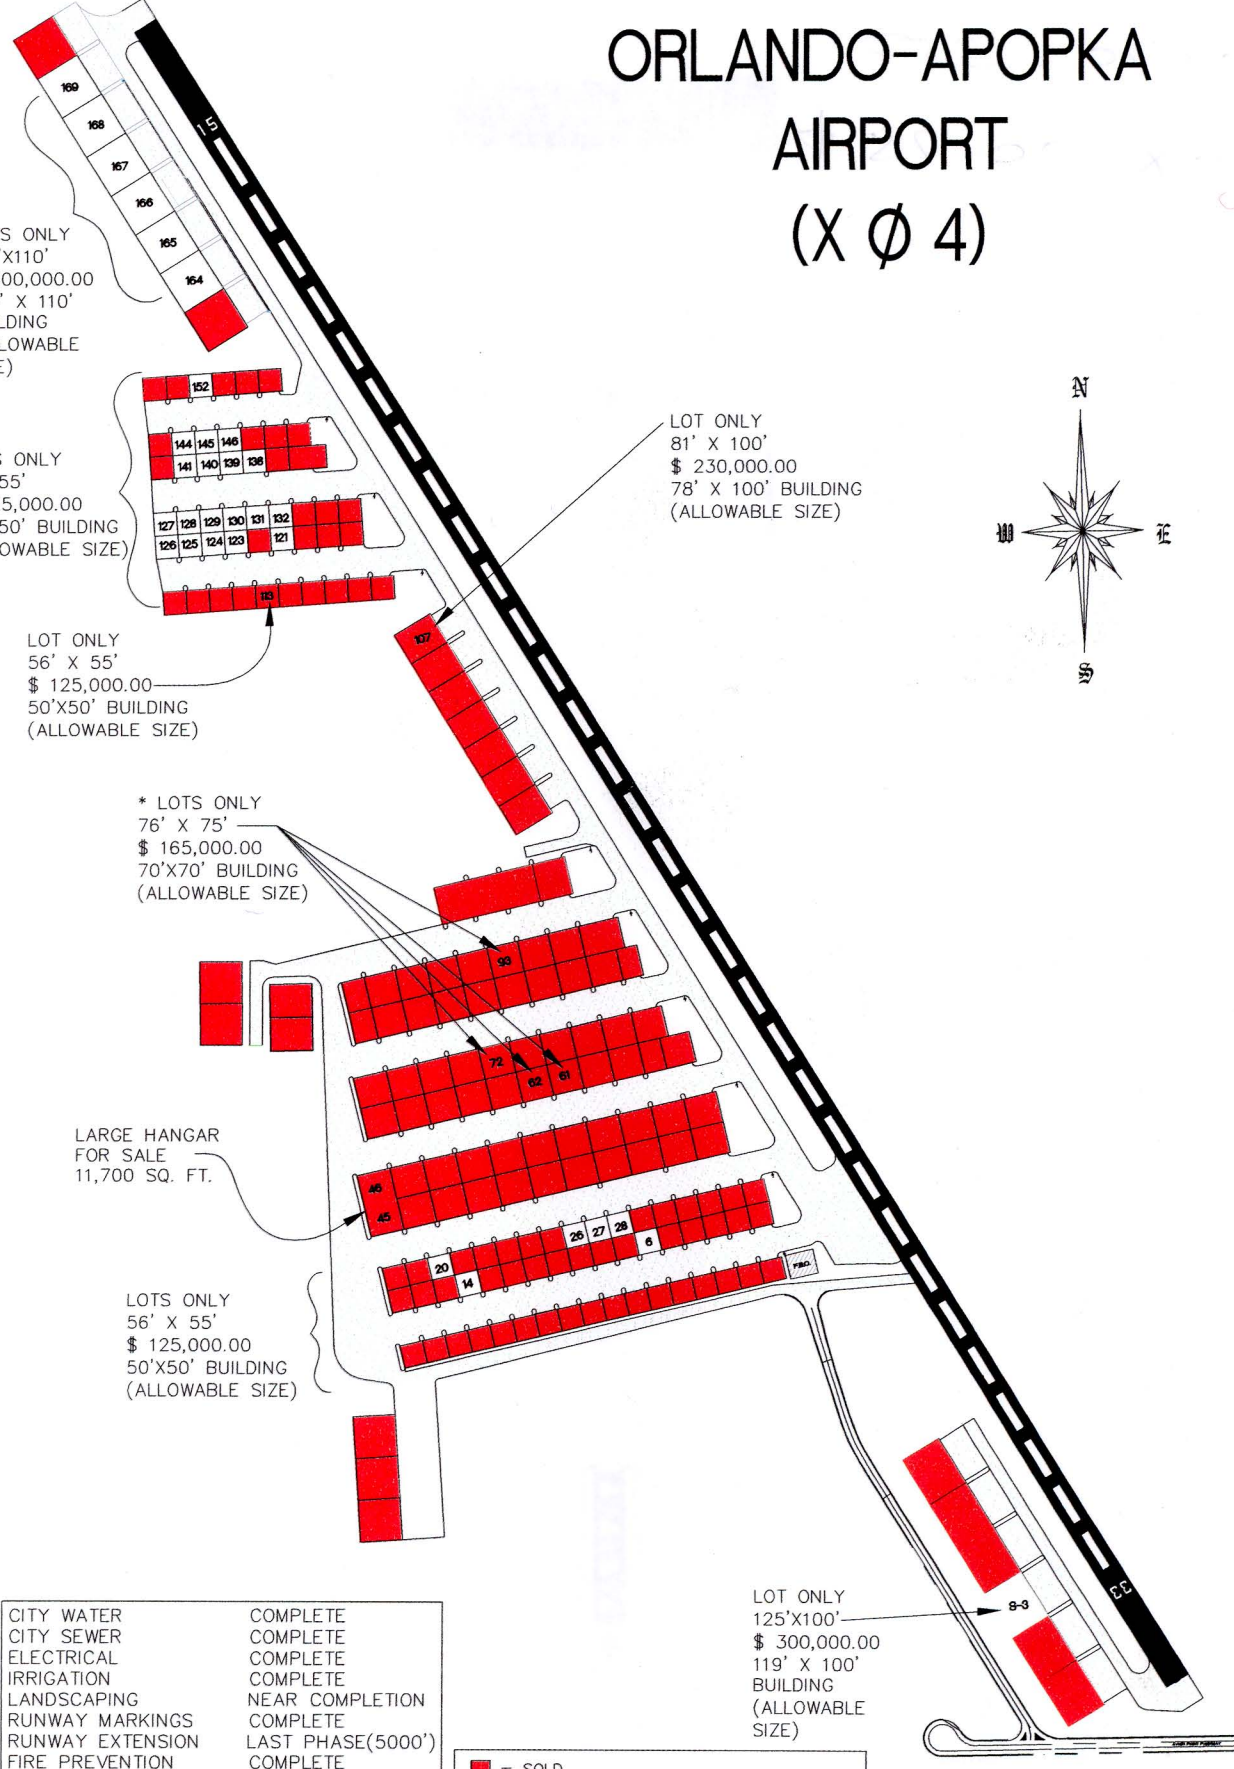 ORLANDO-APOPKA
AIRPORT
(X Ø 4)
15
169
168
167
166
165
164
S ONLY
'X110'
00,000.00
' X 110'
LDING
LOWABLE
E)
152
144 145 146
141 140 139 138
127 128 129 130 131 132
126 125 124 123 121
113
S ONLY
55'
5,000.00
50' BUILDING
OWABLE SIZE)
LOT ONLY
56' X 55'
$ 125,000.00
50'X50' BUILDING
(ALLOWABLE SIZE)
LOT ONLY
81' X 100'
$ 230,000.00
78' X 100' BUILDING
(ALLOWABLE SIZE)
N
W E
S
107
* LOTS ONLY
76' X 75'
$ 165,000.00
70'X70' BUILDING
(ALLOWABLE SIZE)
93
72
62 61
LARGE HANGAR
FOR SALE
11,700 SQ. FT.
46
45
26 27 28
6
20
14
F.B.O.
LOTS ONLY
56' X 55'
$ 125,000.00
50'X50' BUILDING
(ALLOWABLE SIZE)
33
LOT ONLY
125'X100'
$ 300,000.00
119' X 100'
BUILDING
(ALLOWABLE
SIZE)
S-3
CITY WATER COMPLETE
CITY SEWER COMPLETE
ELECTRICAL COMPLETE
IRRIGATION COMPLETE
LANDSCAPING NEAR COMPLETION
RUNWAY MARKINGS COMPLETE
RUNWAY EXTENSION LAST PHASE(5000')
FIRE PREVENTION COMPLETE
= SOLD